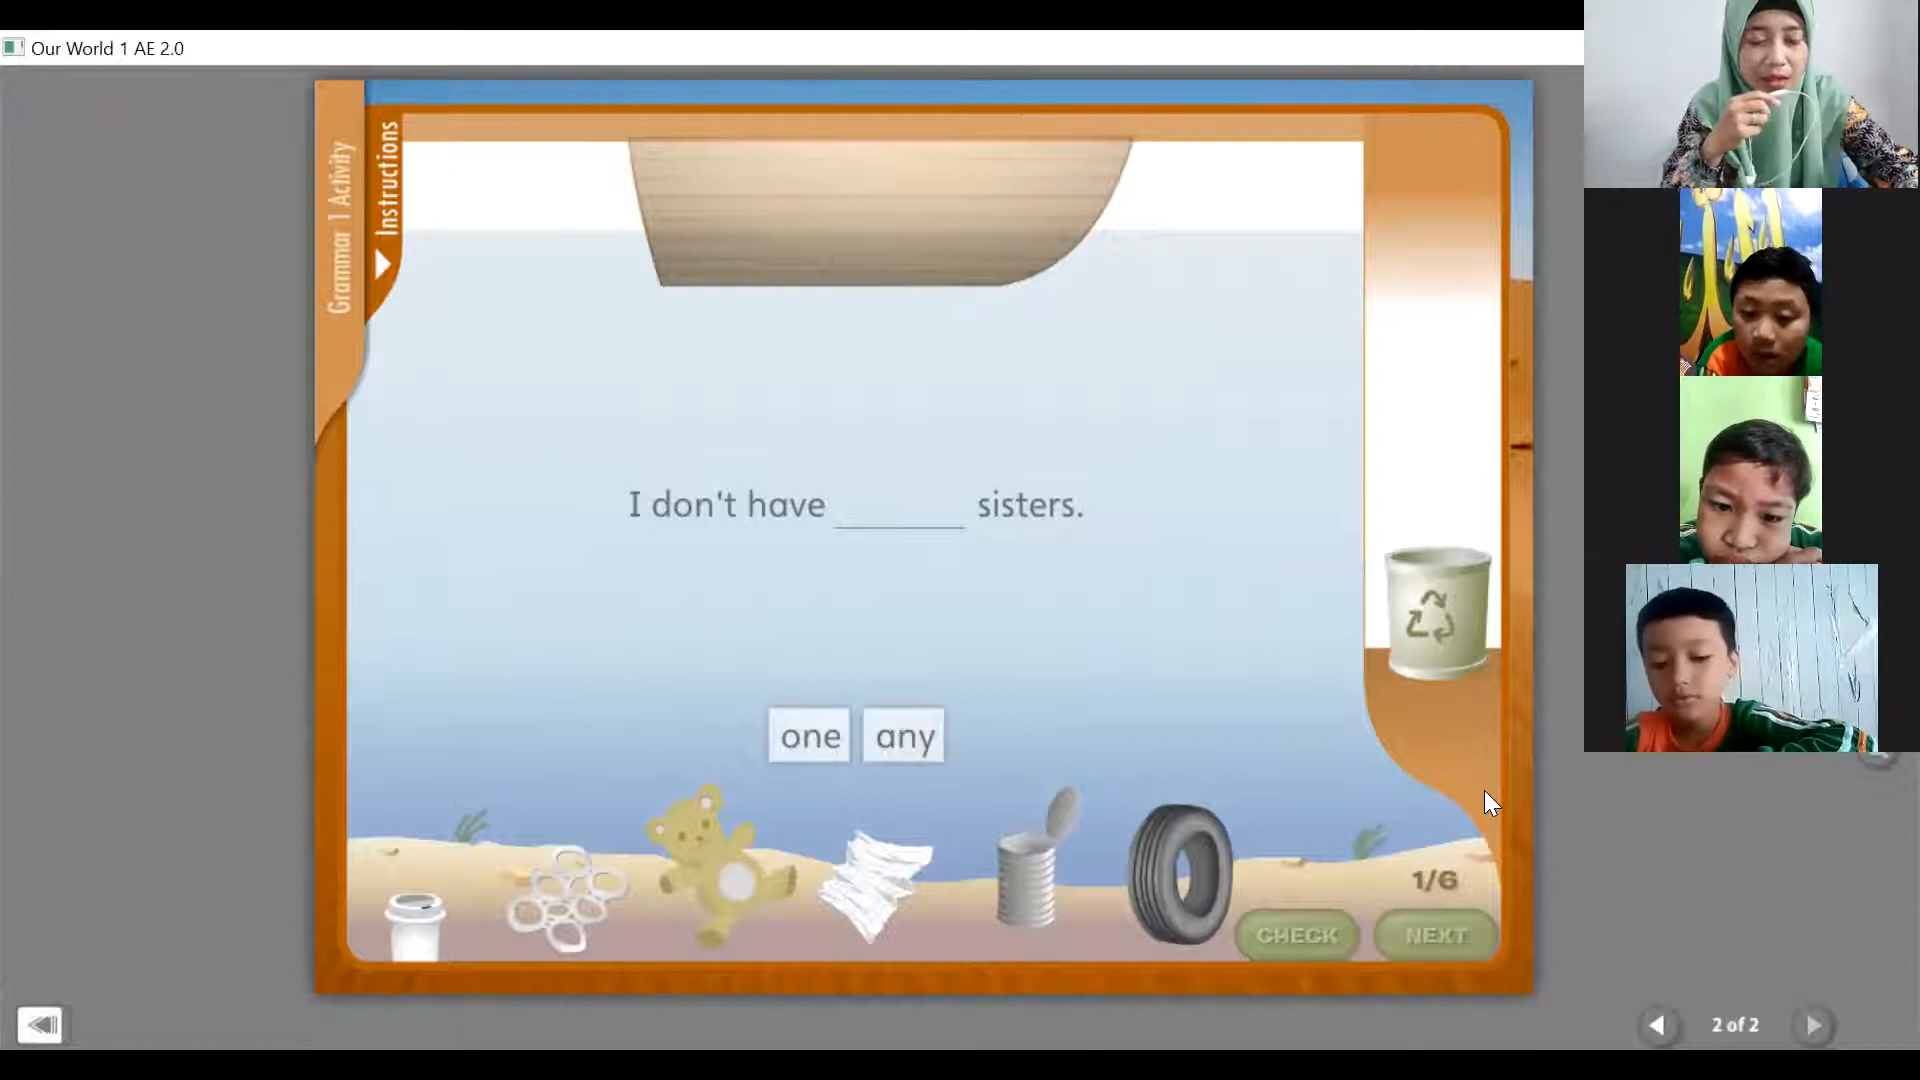 Our World 1 AE 2.0
Grammar 1 Activity
Instructions
I don't have ______ sisters.
one any
1/6
CHECK NEXT
2 of 2